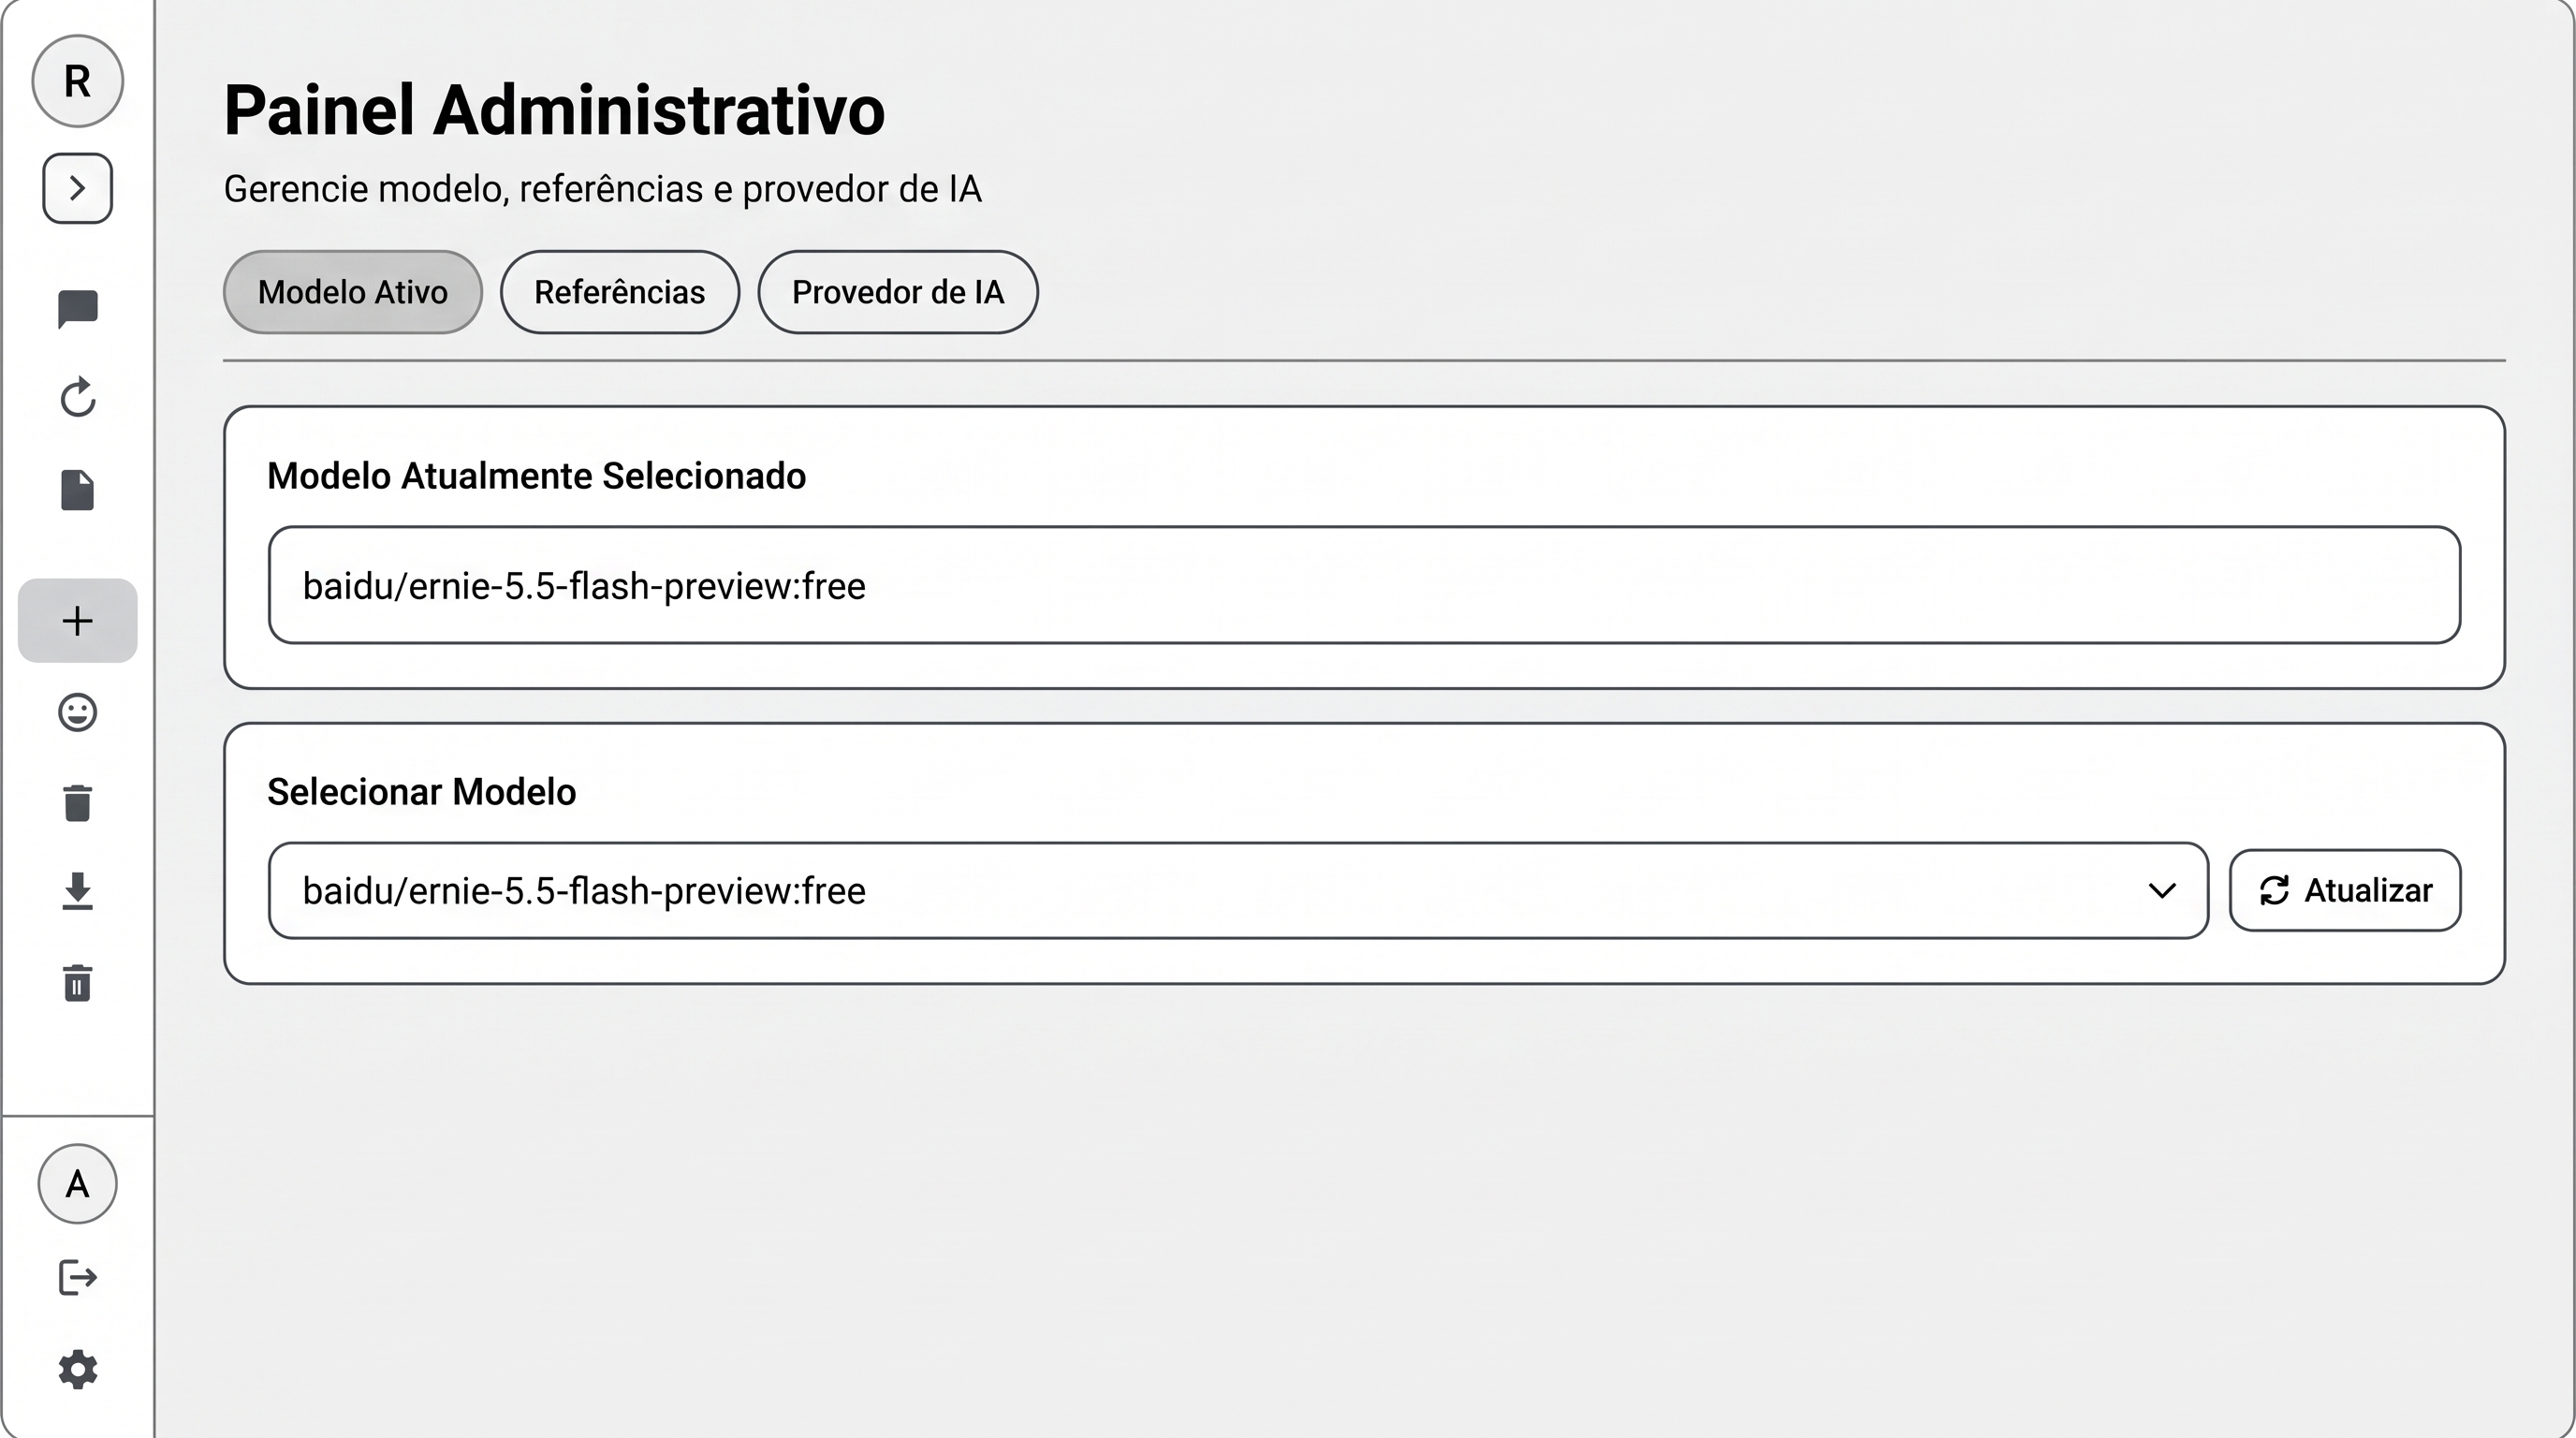 R
Painel Administrativo
Gerencie modelo, referências e provedor de IA
Modelo Ativo
Referências
Provedor de IA
Modelo Atualmente Selecionado
baidu/ernie-5.5-flash-preview:free
Selecionar Modelo
baidu/ernie-5.5-flash-preview:free
Atualizar
A